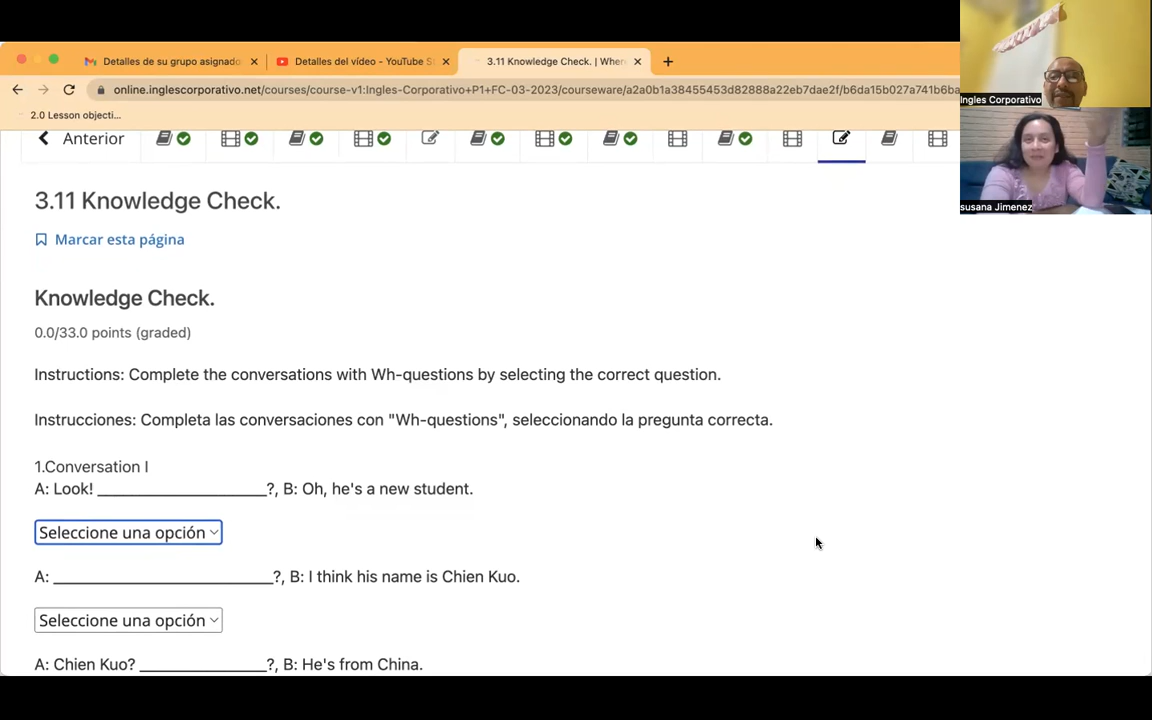 Detalles de su grupo asignado
Detalles del vídeo - YouTube S
3.11 Knowledge Check. | Wher
online.inglescorporativo.net/courses/course-v1:Ingles-Corporativo+P1+FC-03-2023/courseware/a2a0b1a38455453d82888a22eb7dae2f/b6da15b027a741b6ba
2.0 Lesson objecti...
Ingles Corporativo
susana Jimenez
Anterior
3.11 Knowledge Check.
Marcar esta página
Knowledge Check.
0.0/33.0 points (graded)
Instructions: Complete the conversations with Wh-questions by selecting the correct question.
Instrucciones: Completa las conversaciones con "Wh-questions", seleccionando la pregunta correcta.
1.Conversation I
A: Look! ____________________?, B: Oh, he's a new student.
Seleccione una opción
A: __________________________?, B: I think his name is Chien Kuo.
Seleccione una opción
A: Chien Kuo? _______________?, B: He's from China.